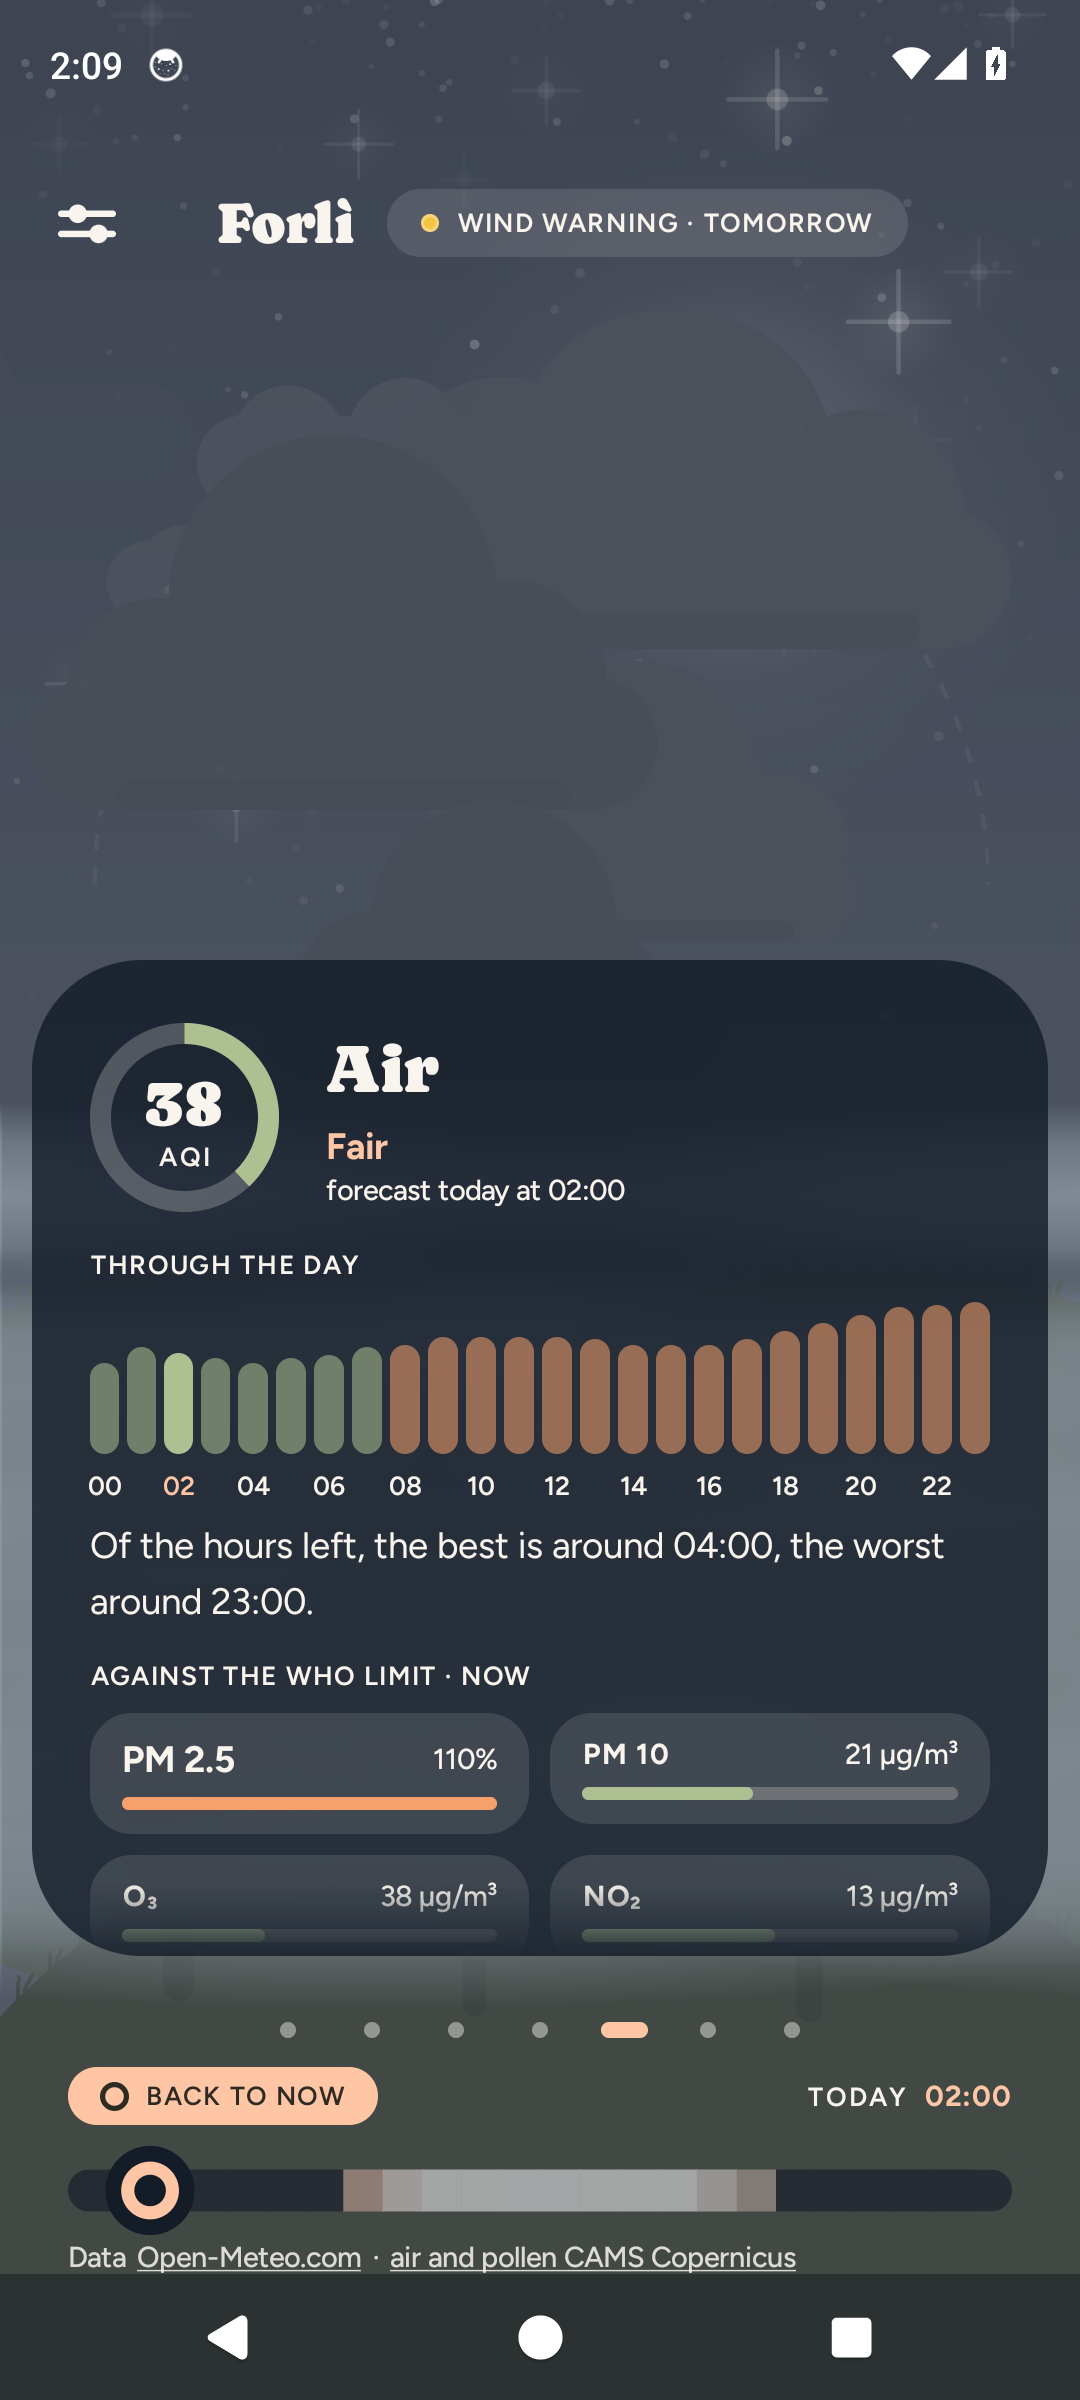 2:09
Forlì
WIND WARNING · TOMORROW
38
AQI
Air
Fair
forecast today at 02:00
THROUGH THE DAY
00 02 04 06 08 10 12 14 16 18 20 22
Of the hours left, the best is around 04:00, the worst
around 23:00.
AGAINST THE WHO LIMIT · NOW
PM 2.5 110%
PM 10 21 µg/m³
O₃ 38 µg/m³
NO₂ 13 µg/m³
BACK TO NOW
TODAY 02:00
Data Open-Meteo.com · air and pollen CAMS Copernicus